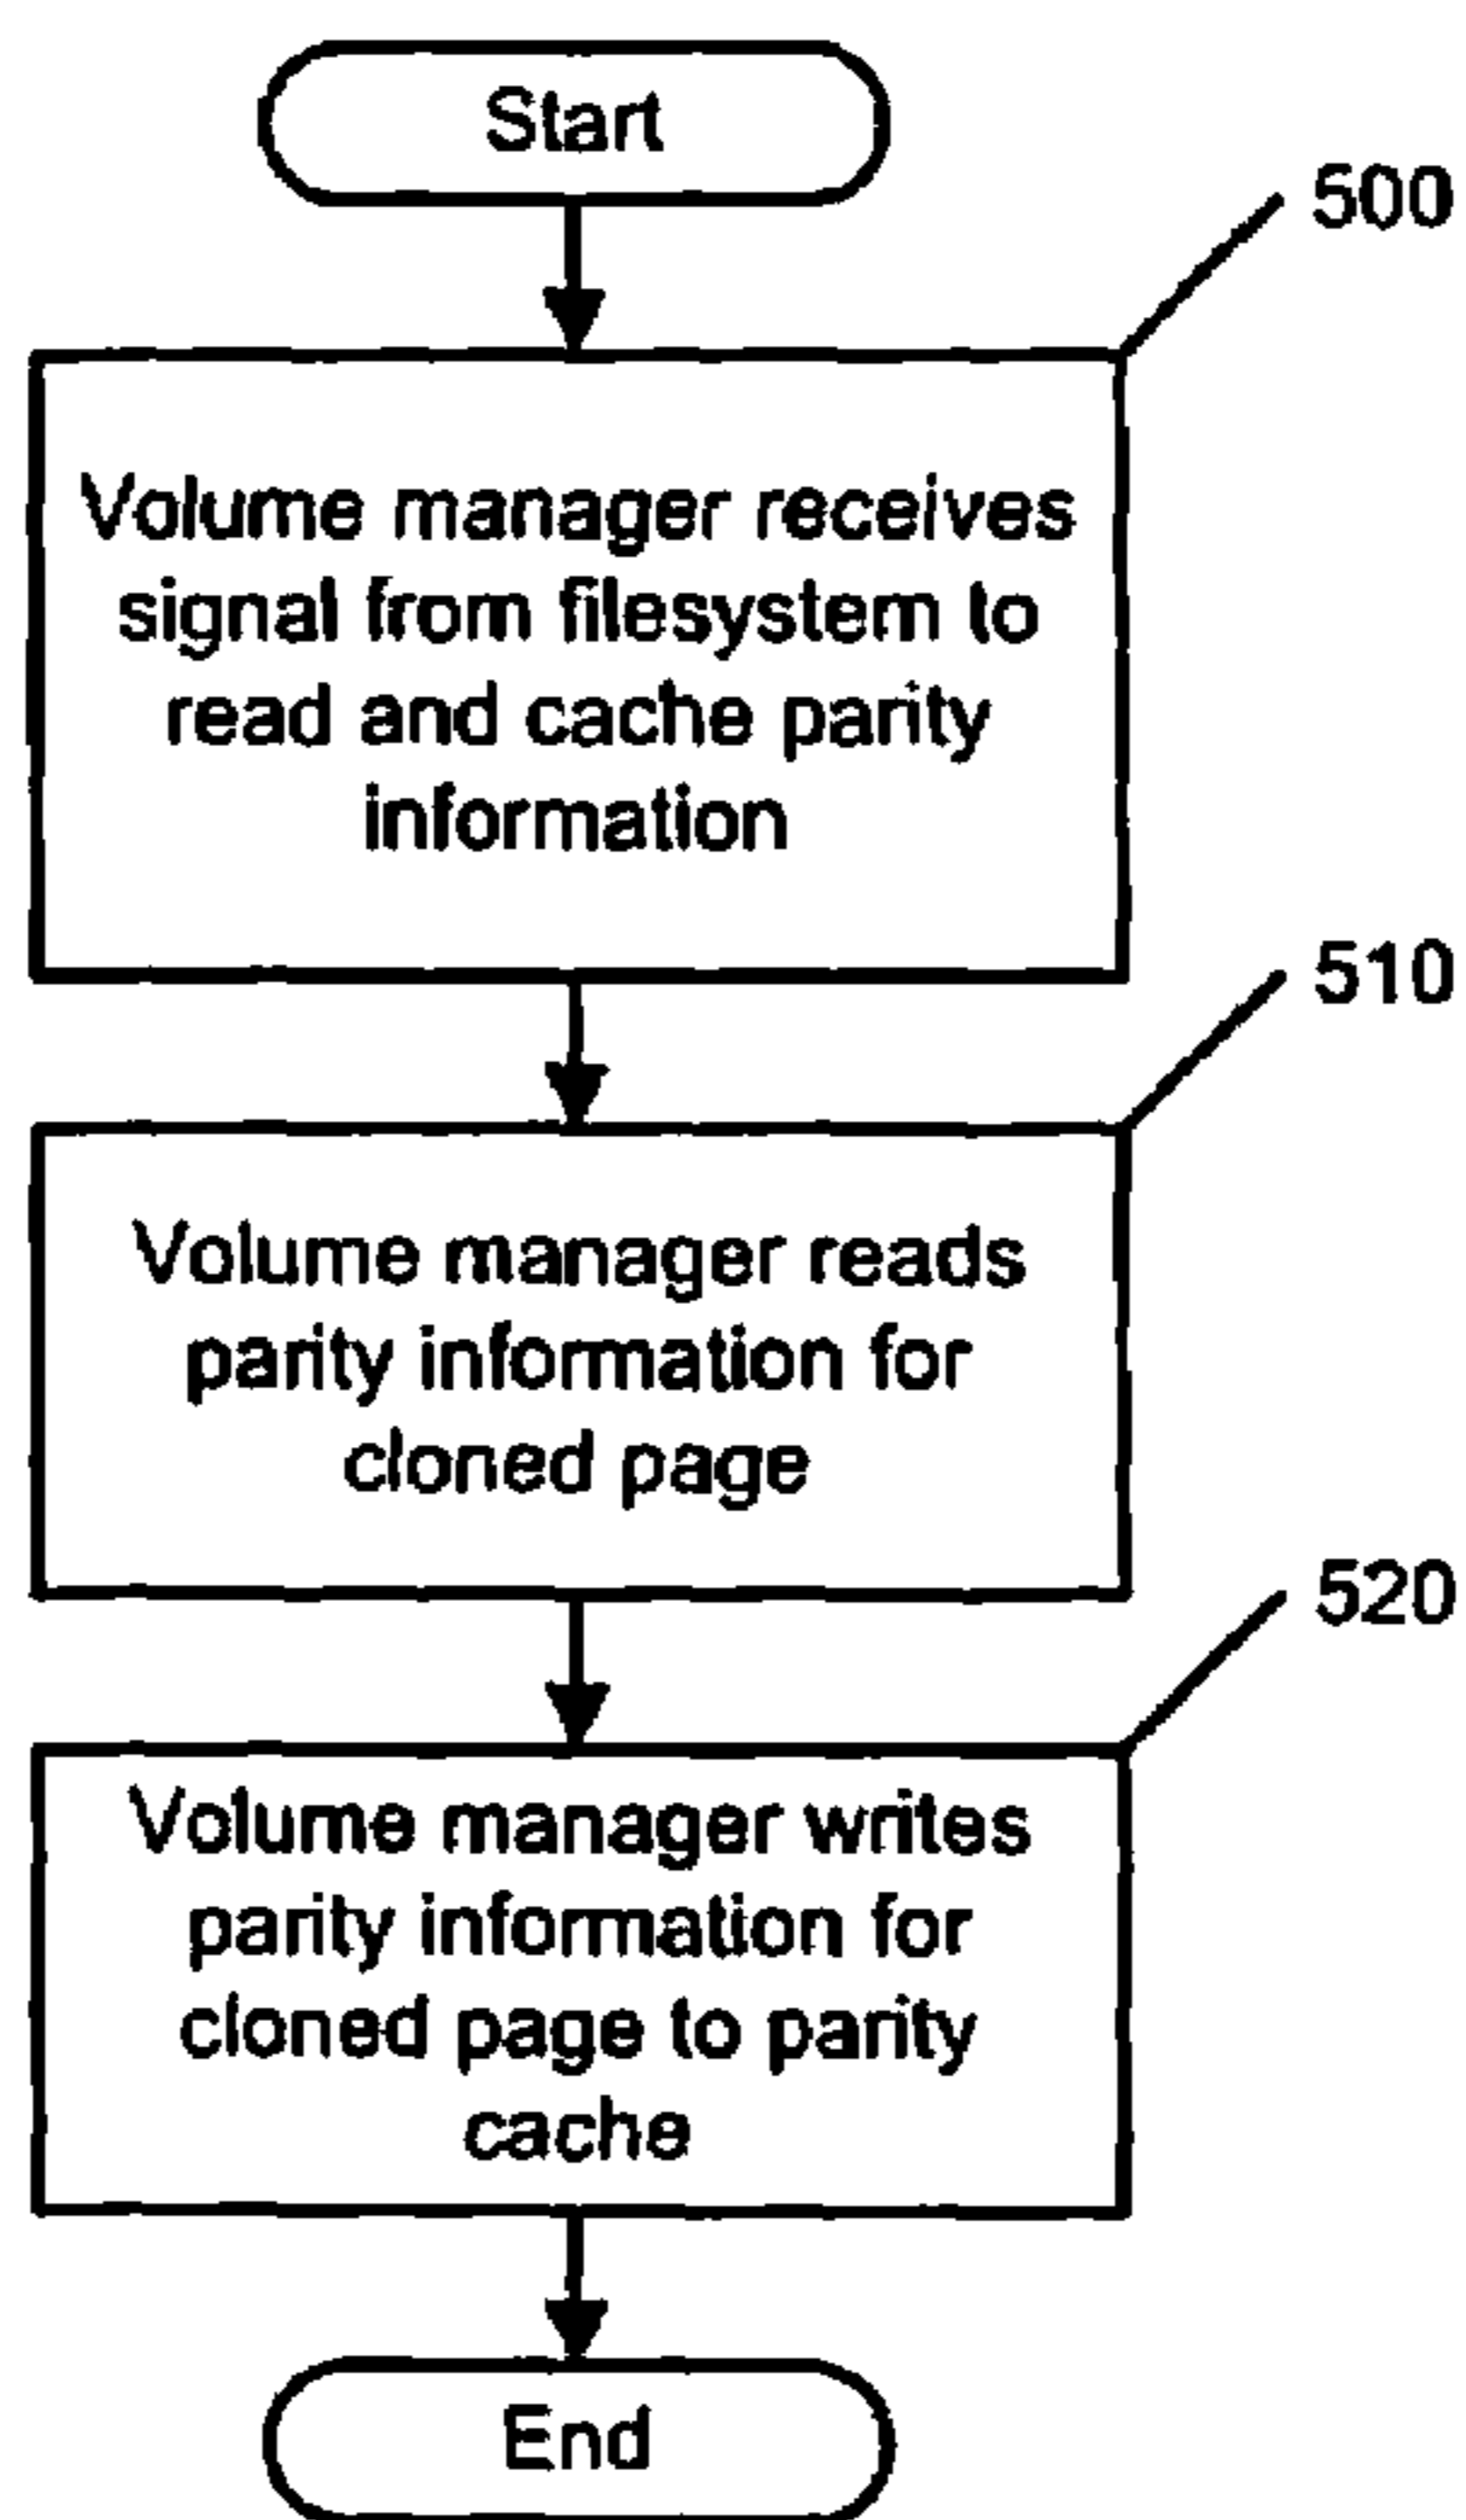 Start
500
Volume manager receives
signal from filesystem to
read and cache parity
information
510
Volume manager reads
parity information for
cloned page
520
Volume manager writes
parity information for
cloned page to parity
cache
End